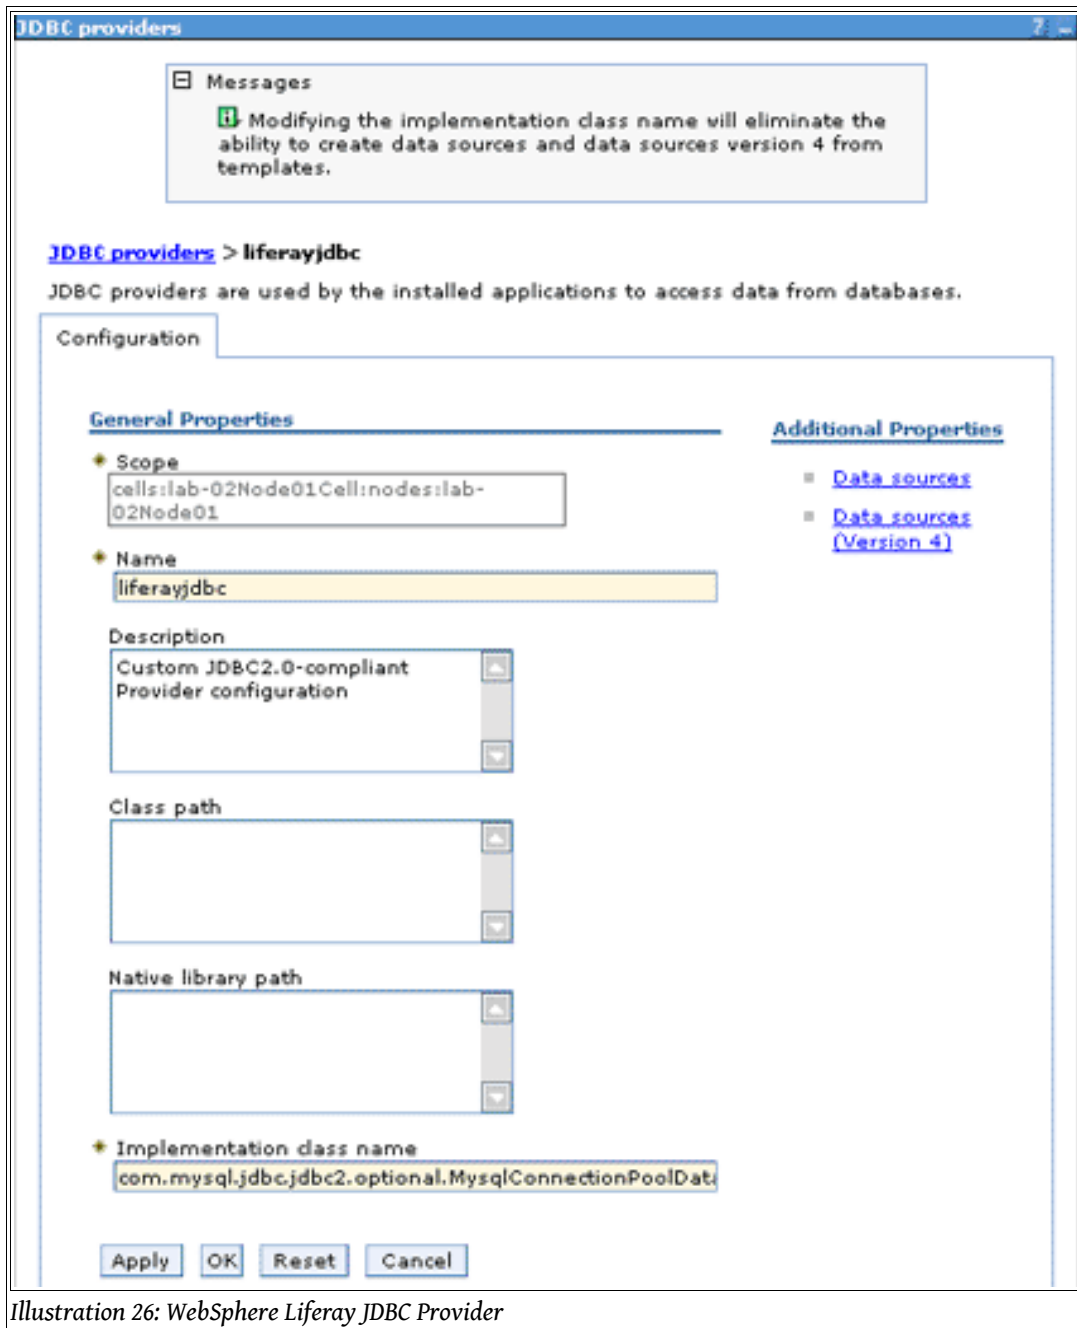 JDBC providers ? –
Messages
Modifying the implementation class name will eliminate the
ability to create data sources and data sources version 4 from
templates.
JDBC providers > liferayjdbc
JDBC providers are used by the installed applications to access data from databases.
Configuration
General Properties
Additional Properties
Scope
cells:lab-02Node01Cell:nodes:lab-
02Node01
Data sources
Data sources
(Version 4)
Name
liferayjdbc
Description
Custom JDBC2.0-compliant
Provider configuration
Class path
Native library path
Implementation class name
com.mysql.jdbc.jdbc2.optional.MysqlConnectionPoolData
Apply OK Reset Cancel
Illustration 26: WebSphere Liferay JDBC Provider